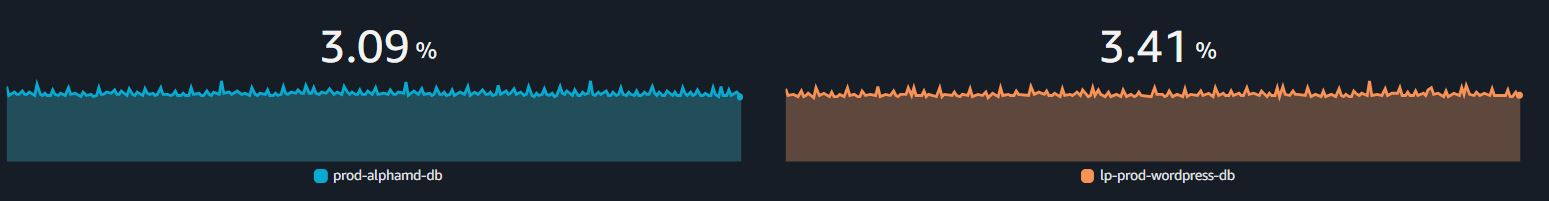 3.09 %
3.41 %
prod-alphamd-db
lp-prod-wordpress-db